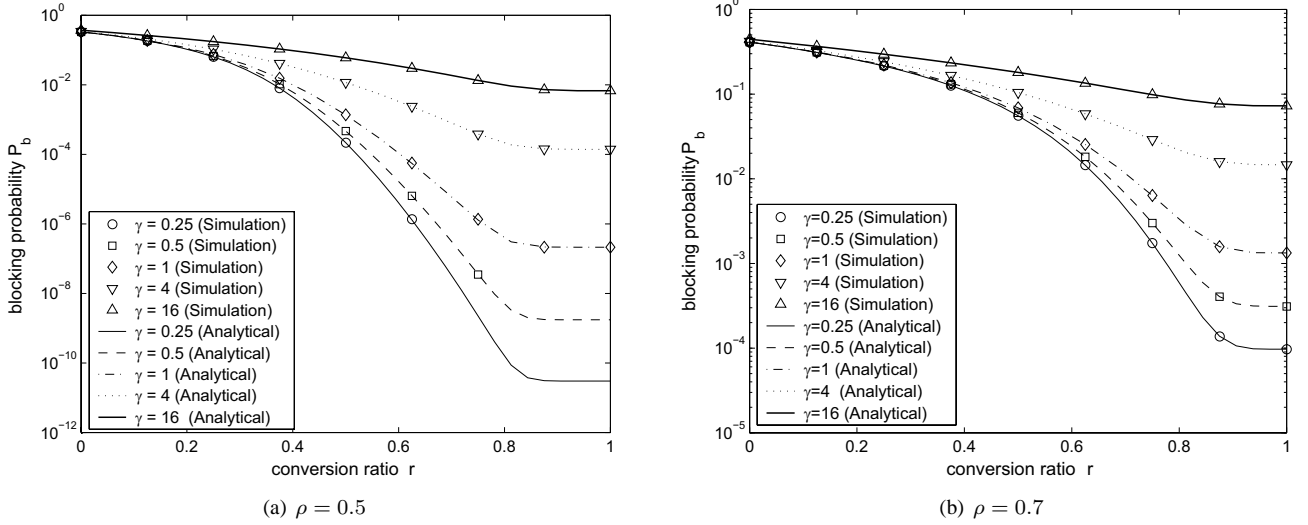 blocking probability P_b
10^0
10^-2
10^-4
10^-6
10^-8
10^-10
10^-12
γ = 0.25 (Simulation)
γ = 0.5 (Simulation)
γ = 1 (Simulation)
γ = 4 (Simulation)
γ = 16 (Simulation)
γ = 0.25 (Analytical)
γ = 0.5 (Analytical)
γ = 1 (Analytical)
γ = 4 (Analytical)
γ = 16 (Analytical)
0 0.2 0.4 0.6 0.8 1
conversion ratio r
(a) ρ = 0.5
blocking probability P_b
10^0
10^-1
10^-2
10^-3
10^-4
10^-5
γ=0.25 (Simulation)
γ=0.5 (Simulation)
γ=1 (Simulation)
γ=4 (Simulation)
γ=16 (Simulation)
γ=0.25 (Analytical)
γ=0.5 (Analytical)
γ=1 (Analytical)
γ=4 (Analytical)
γ=16 (Analytical)
0 0.2 0.4 0.6 0.8 1
conversion ratio r
(b) ρ = 0.7